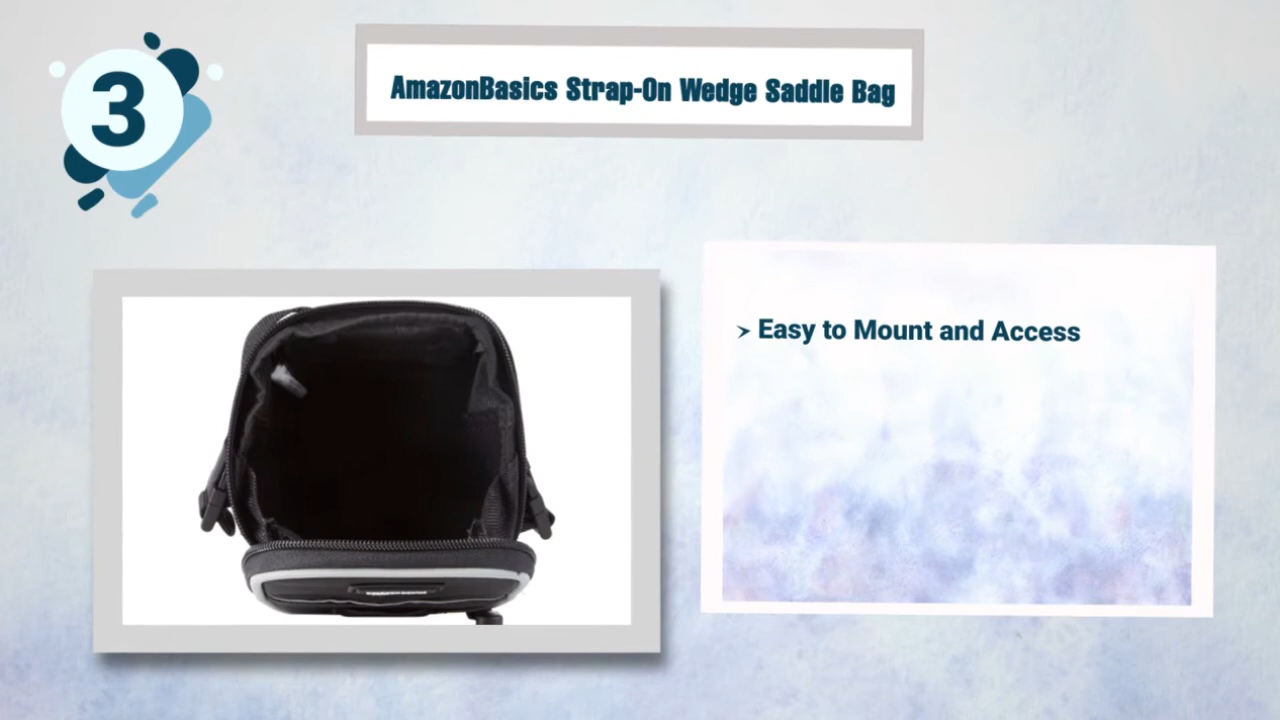 3
AmazonBasics Strap-On Wedge Saddle Bag
➢ Easy to Mount and Access